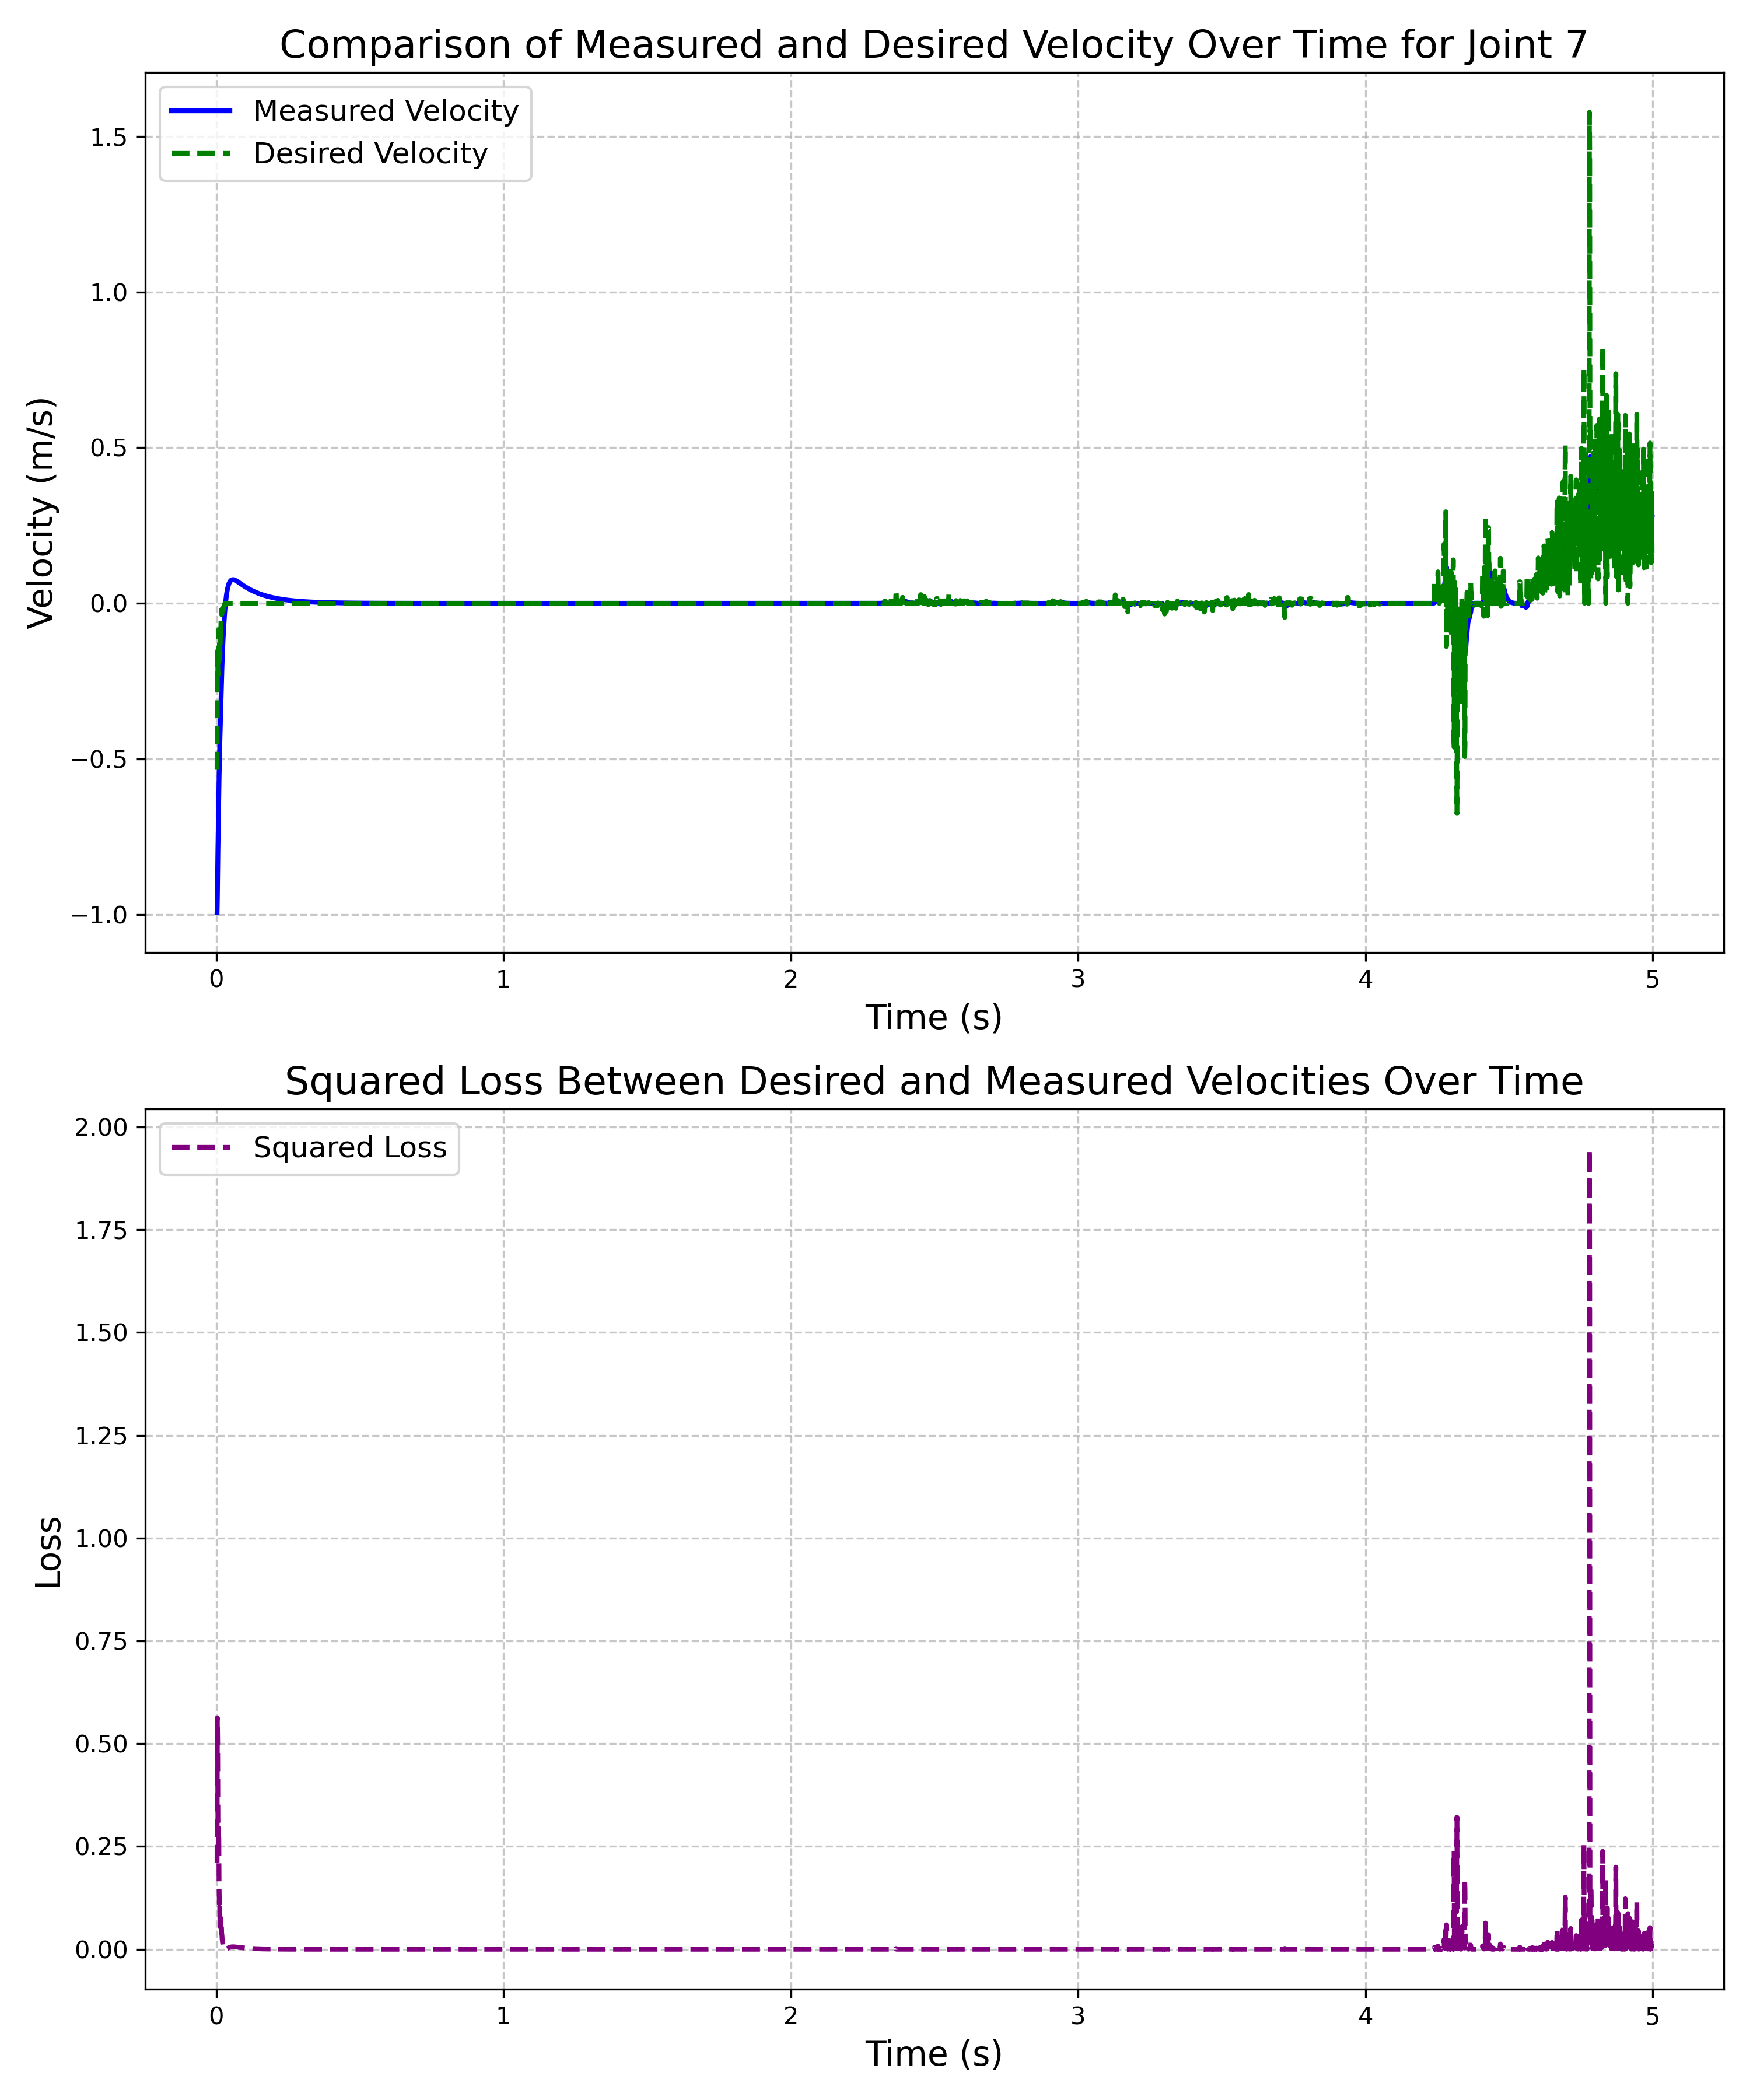 Comparison of Measured and Desired Velocity Over Time for Joint 7
Measured Velocity
Desired Velocity
Velocity (m/s)
1.5
1.0
0.5
0.0
−0.5
−1.0
0 1 2 3 4 5
Time (s)
Squared Loss Between Desired and Measured Velocities Over Time
Squared Loss
Loss
2.00
1.75
1.50
1.25
1.00
0.75
0.50
0.25
0.00
0 1 2 3 4 5
Time (s)